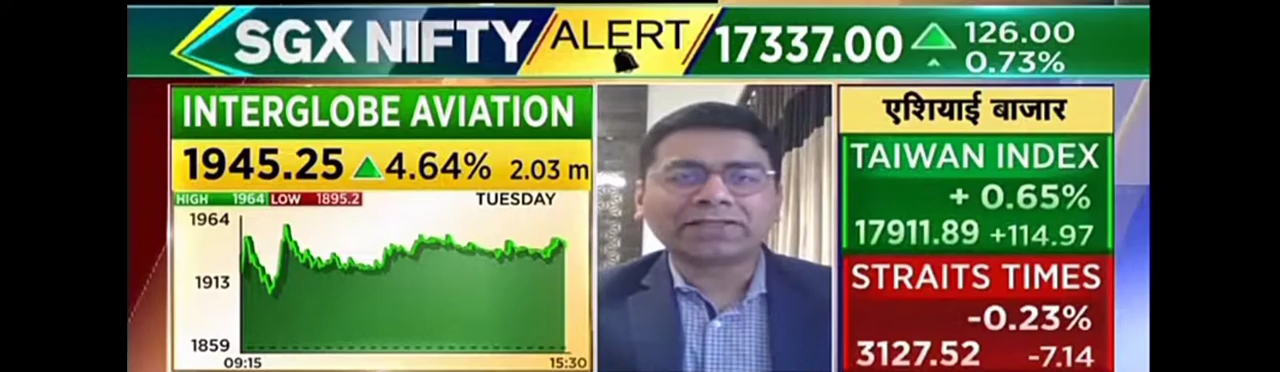 SGX NIFTY ALERT 17337.00 126.00
0.73%
INTERGLOBE AVIATION
1945.25 4.64% 2.03 m
HIGH 1964 LOW 1895.2
TUESDAY
1964
1913
1859
09:15 15:30
एशियाई बाजार
TAIWAN INDEX
+ 0.65%
17911.89 +114.97
STRAITS TIMES
-0.23%
3127.52 -7.14